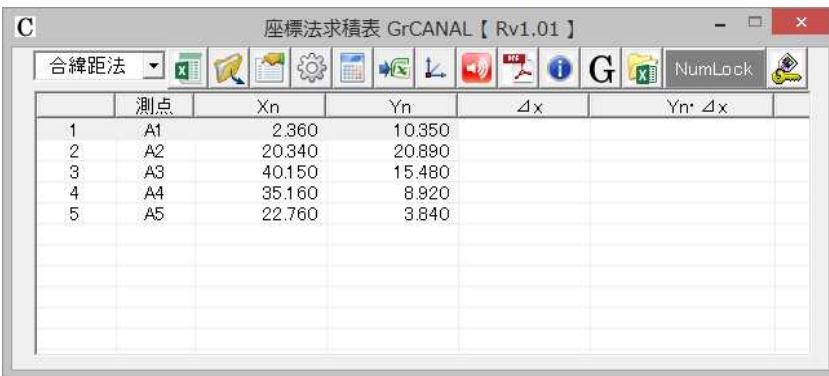 C 座標法求積表 GrCANAL【 Rv1.01 】
合緯距法 G NumLock
測点 Xn Yn ⊿x Yn・⊿x
1 A1 2.360 10.350
2 A2 20.340 20.890
3 A3 40.150 15.480
4 A4 35.160 8.920
5 A5 22.760 3.840